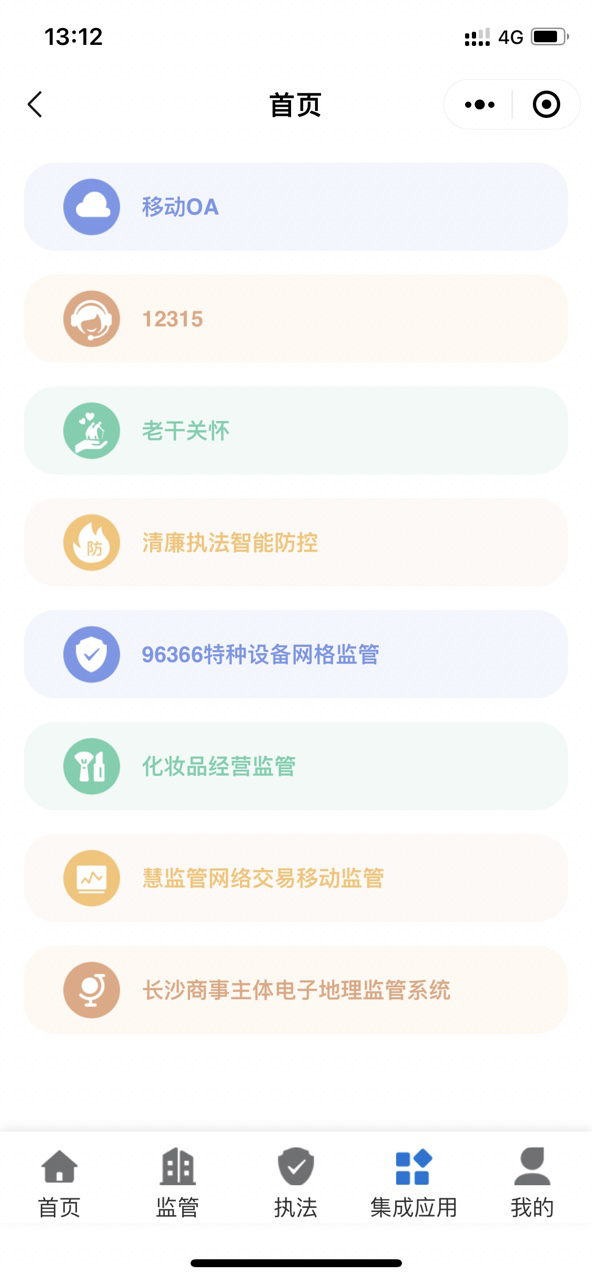 13:12
4G
首页
移动OA
12315
老干关怀
防
清廉执法智能防控
96366特种设备网格监管
化妆品经营监管
慧监管网络交易移动监管
长沙商事主体电子地理监管系统
首页
监管
执法
集成应用
我的